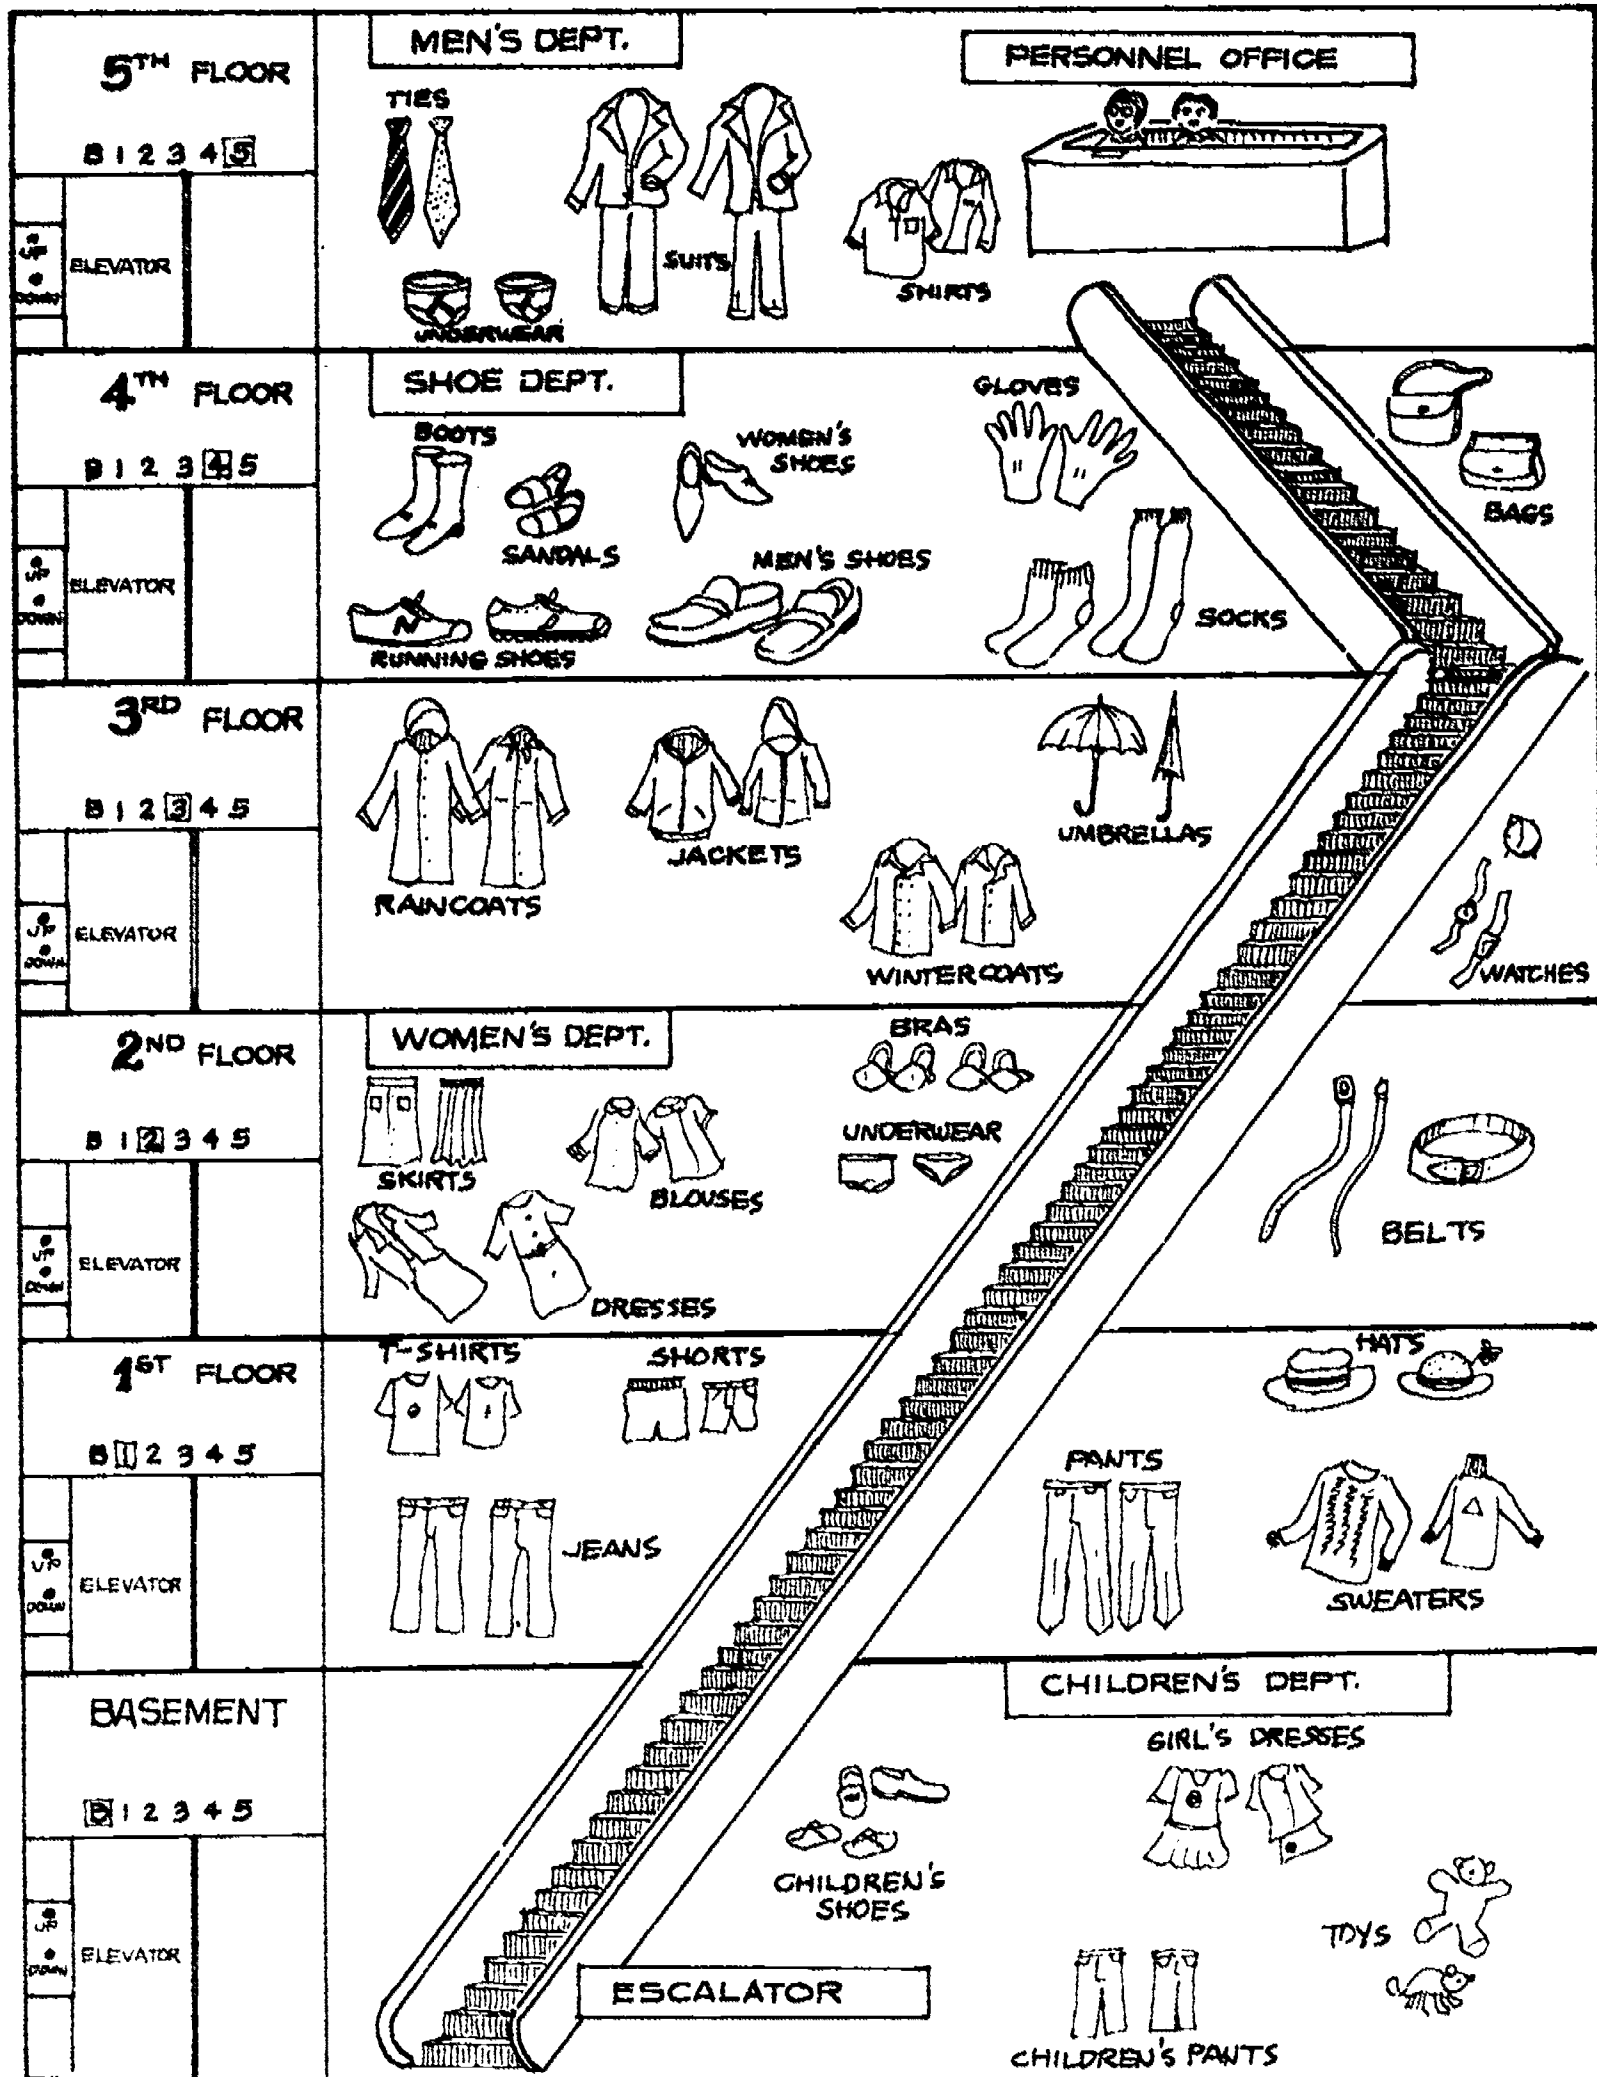 5TH FLOOR
B 1 2 3 4 5
UP
DOWN
ELEVATOR
MEN'S DEPT.
PERSONNEL OFFICE
TIES
SUITS
SHIRTS
UNDERWEAR
4TH FLOOR
B 1 2 3 4 5
UP
DOWN
ELEVATOR
SHOE DEPT.
GLOVES
BOOTS
WOMEN'S
SHOES
BAGS
SANDALS
MEN'S SHOES
SOCKS
RUNNING SHOES
3RD FLOOR
B 1 2 3 4 5
UP
DOWN
ELEVATOR
UMBRELLAS
JACKETS
RAINCOATS
WINTER COATS
WATCHES
2ND FLOOR
B 1 2 3 4 5
UP
DOWN
ELEVATOR
WOMEN'S DEPT.
BRAS
UNDERWEAR
SKIRTS
BLOUSES
BELTS
DRESSES
1ST FLOOR
B 1 2 3 4 5
UP
DOWN
ELEVATOR
T-SHIRTS
SHORTS
HATS
PANTS
JEANS
SWEATERS
BASEMENT
B 1 2 3 4 5
UP
DOWN
ELEVATOR
CHILDREN'S DEPT.
GIRL'S DRESSES
CHILDREN'S
SHOES
TOYS
ESCALATOR
CHILDREN'S PANTS